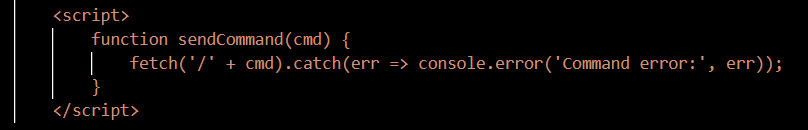 <script>
function sendCommand(cmd) {
fetch('/' + cmd).catch(err => console.error('Command error:', err));
}
</script>